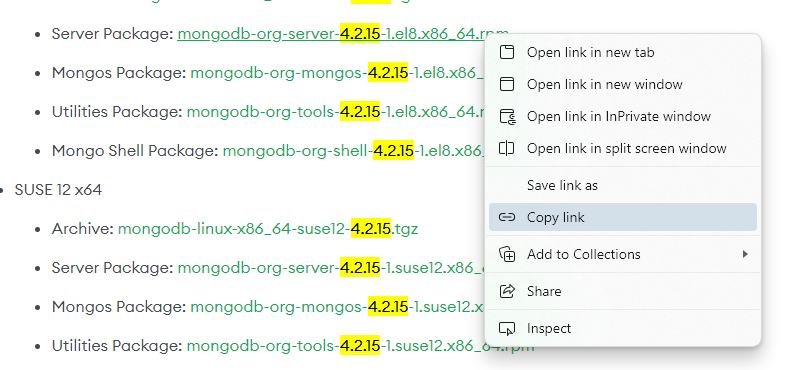 4.2.15
Server Package: mongodb-org-server-4.2.15-1.el8.x86_64.rpm
Open link in new tab
Mongos Package: mongodb-org-mongos-4.2.15-1.el8.x86_
Open link in new window
Utilities Package: mongodb-org-tools-4.2.15-1.el8.x86_64.r
Open link in InPrivate window
Mongo Shell Package: mongodb-org-shell-4.2.15-1.el8.x86_
Open link in split screen window
SUSE 12 x64
Save link as
Copy link
Archive: mongodb-linux-x86_64-suse12-4.2.15.tgz
Add to Collections
Server Package: mongodb-org-server-4.2.15-1.suse12.x86_
Share
Mongos Package: mongodb-org-mongos-4.2.15-1.suse12.x
Inspect
Utilities Package: mongodb-org-tools-4.2.15-1.suse12.x86_64.rpm